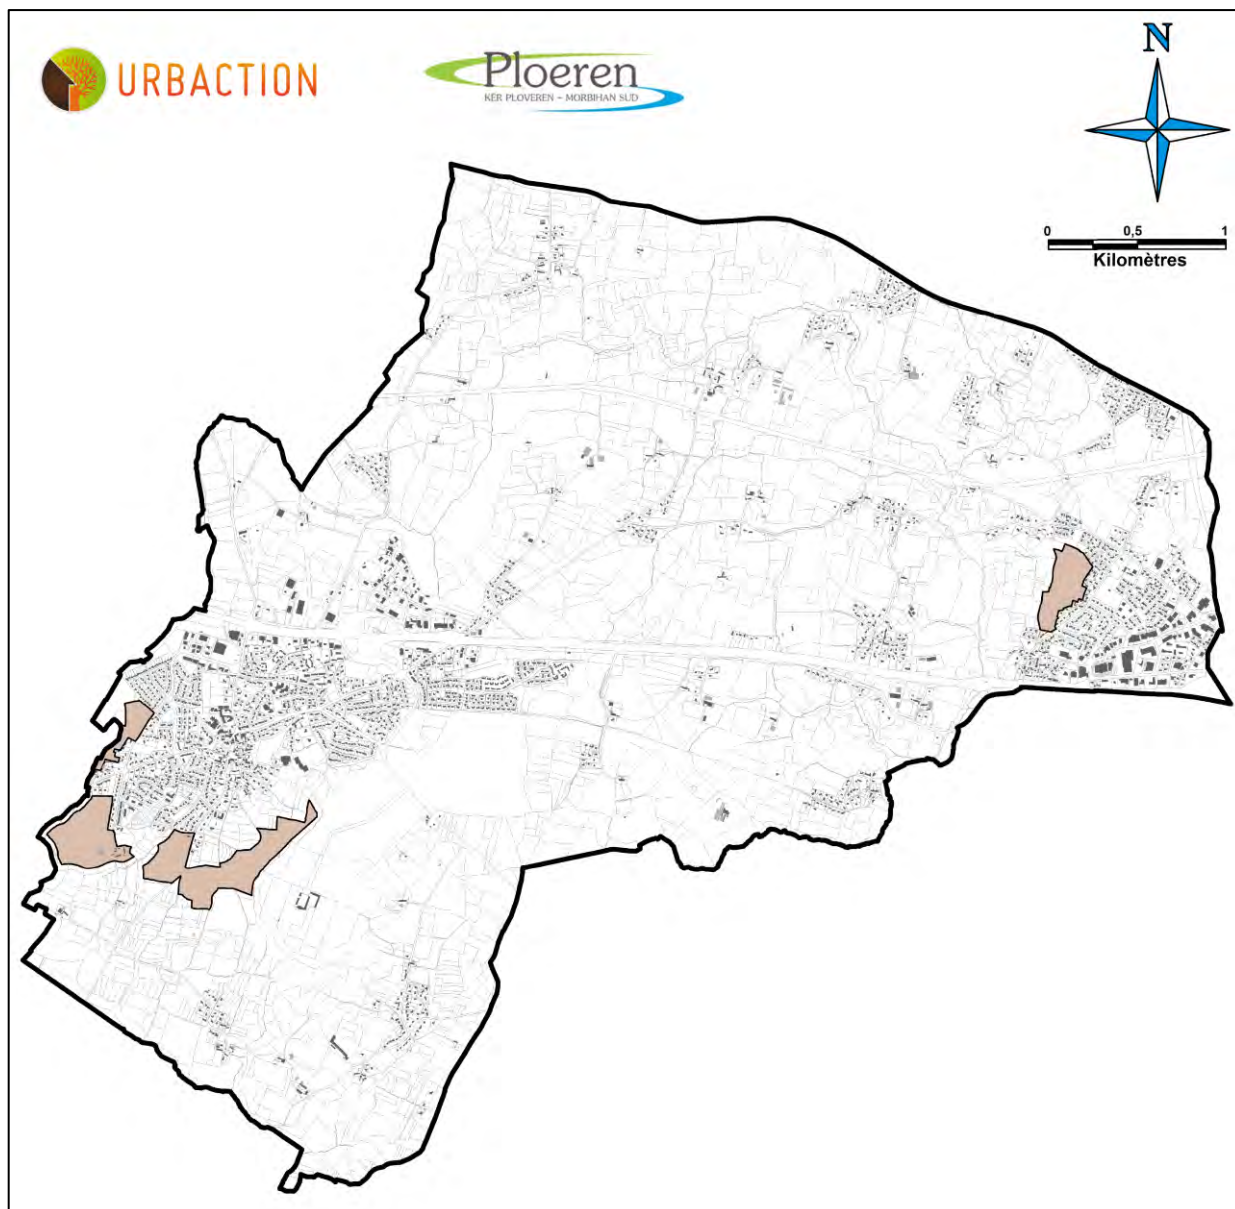 URBACTION
Ploeren
KÊR PLOVEREN ~ MORBIHAN SUD
N
0 0,5 1
Kilomètres